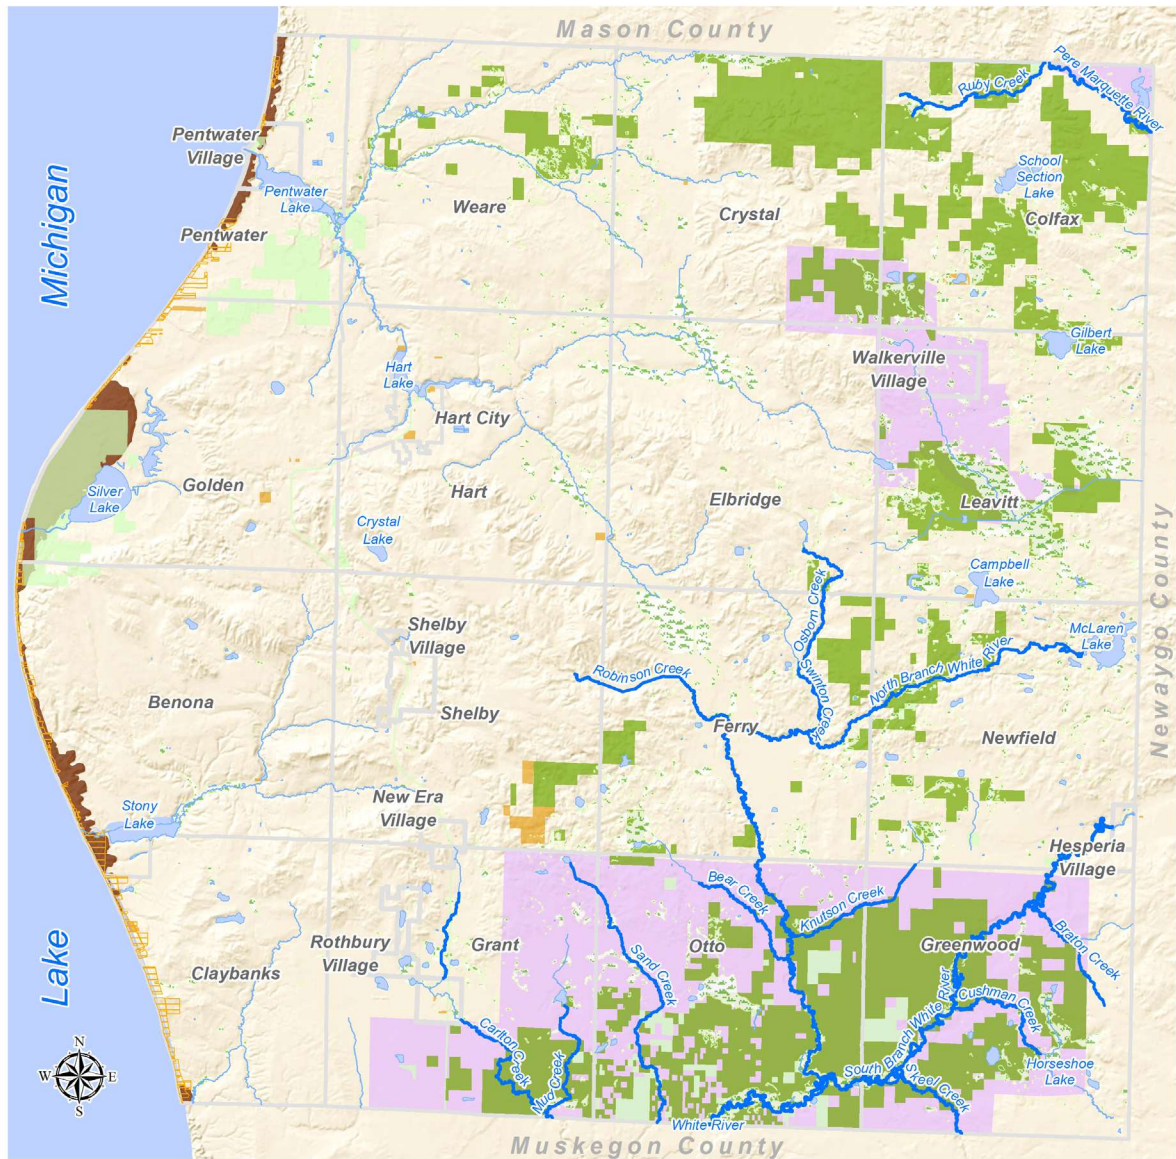 Mason County
Pere Marquette River
Ruby Creek
Pentwater
Village
School
Section
Lake
Michigan
Pentwater
Lake
Weare
Crystal
Colfax
Pentwater
Gilbert
Lake
Walkerville
Village
Hart
Lake
Hart City
Silver
Lake
Golden
Hart
Elbridge
Leavitt
Crystal
Lake
Newaygo County
Campbell
Lake
Osborn Creek
Shelby
Village
McLaren
Lake
North Branch White River
Robinson Creek
Swinton Creek
Benona
Shelby
Ferry
Newfield
Stony
Lake
New Era
Village
Hesperia
Village
Bear Creek
Knutson Creek
Lake
Rothbury
Village
Grant
Otto
Greenwood
Braton Creek
Claybanks
Sand Creek
Cushman Creek
South Branch White River
Carlton Creek
Mud Creek
Skeel Creek
Horseshoe
Lake
N
W
E
S
White River
Muskegon County